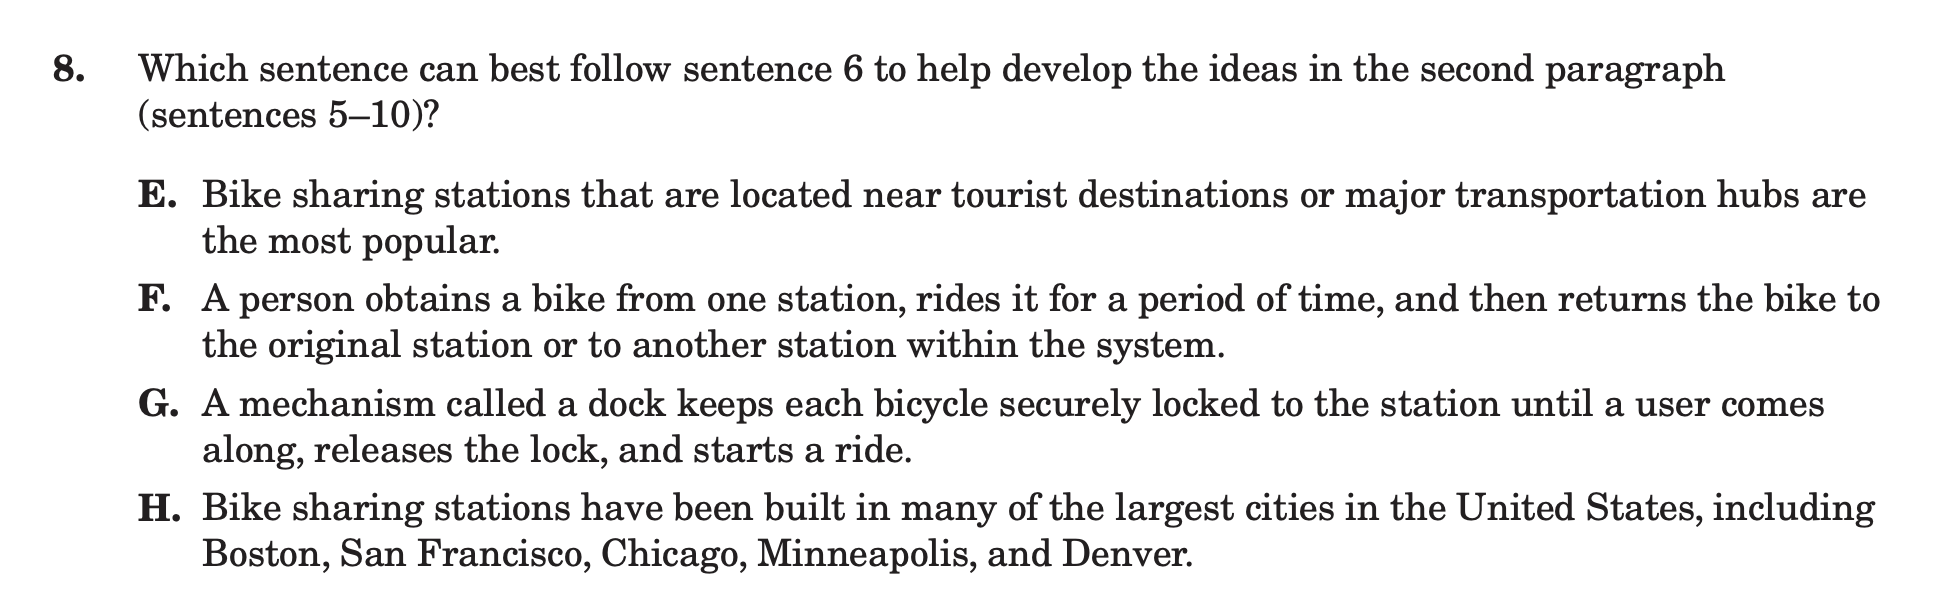 8. Which sentence can best follow sentence 6 to help develop the ideas in the second paragraph
(sentences 5–10)?
E. Bike sharing stations that are located near tourist destinations or major transportation hubs are
the most popular.
F. A person obtains a bike from one station, rides it for a period of time, and then returns the bike to
the original station or to another station within the system.
G. A mechanism called a dock keeps each bicycle securely locked to the station until a user comes
along, releases the lock, and starts a ride.
H. Bike sharing stations have been built in many of the largest cities in the United States, including
Boston, San Francisco, Chicago, Minneapolis, and Denver.